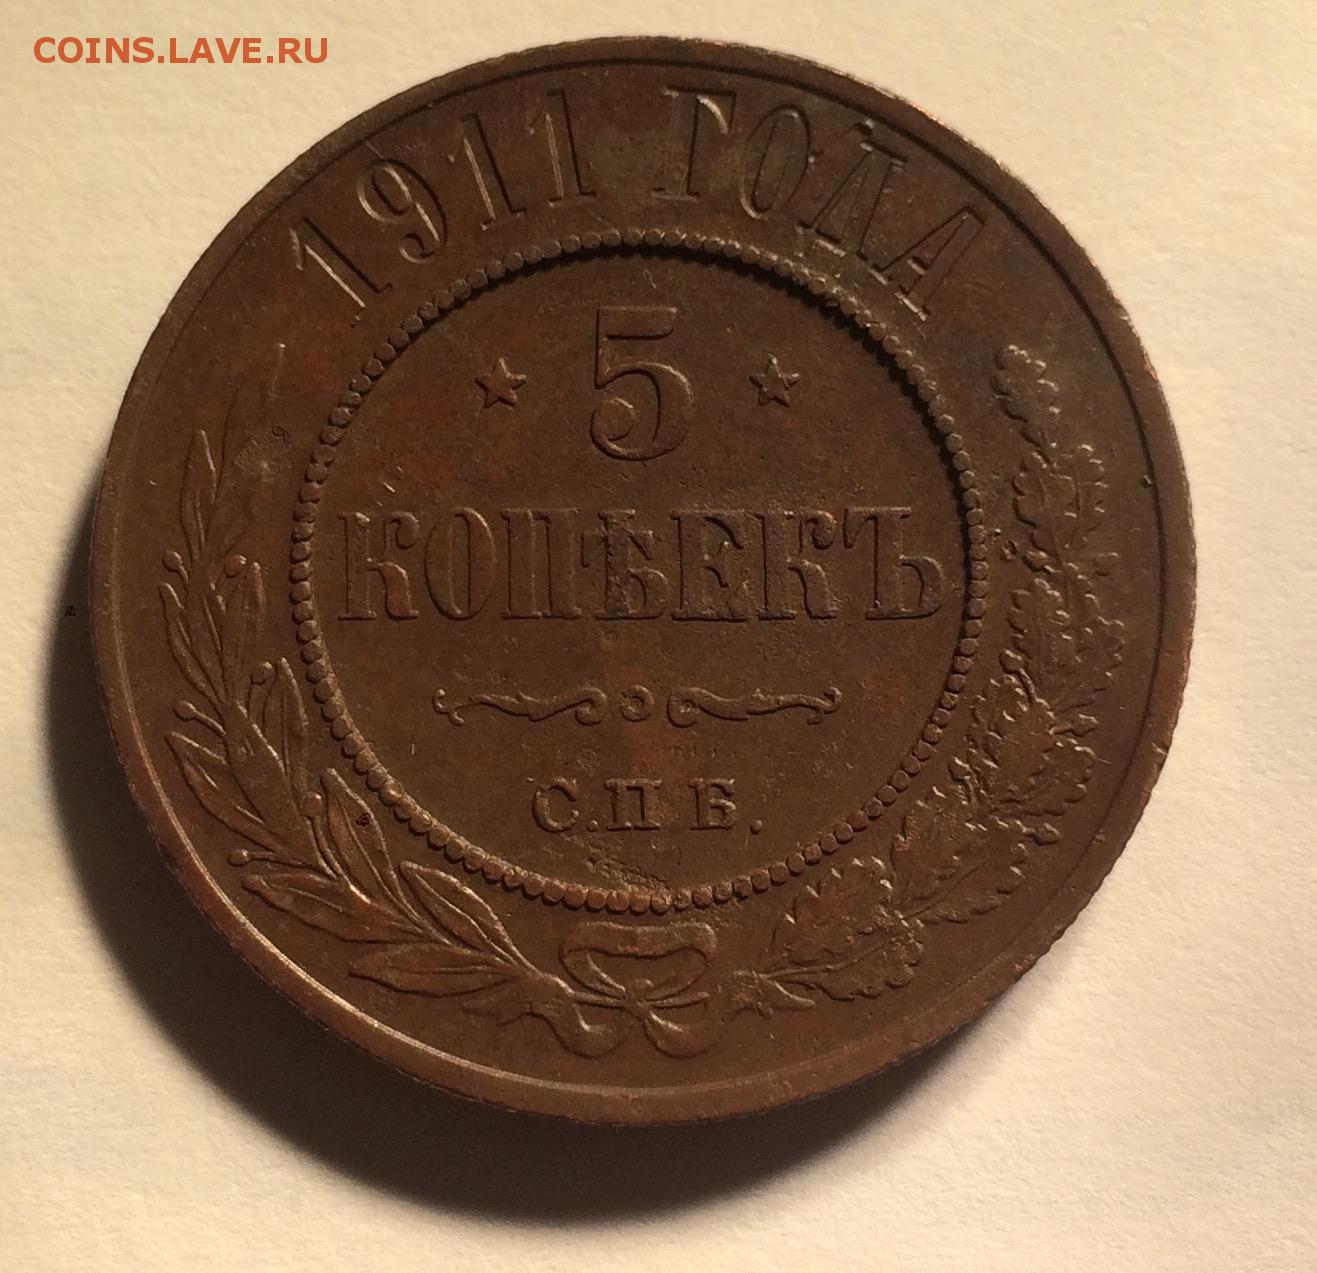 COINS.LAVE.RU
1911 ГОДА
5
КОПѢЕКЪ
С.П Б.